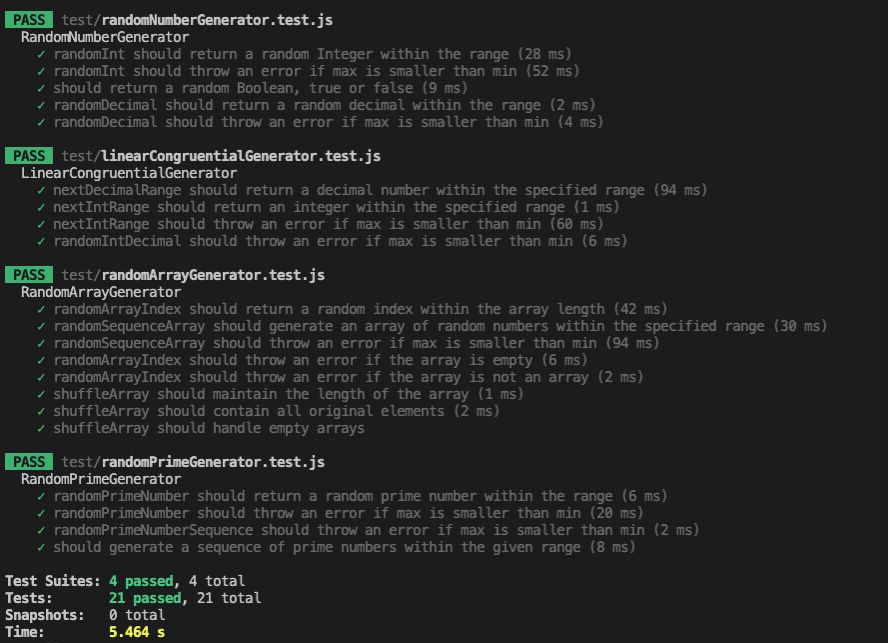 PASS test/randomNumberGenerator.test.js
RandomNumberGenerator
✓ randomInt should return a random Integer within the range (28 ms)
✓ randomInt should throw an error if max is smaller than min (52 ms)
✓ should return a random Boolean, true or false (9 ms)
✓ randomDecimal should return a random decimal within the range (2 ms)
✓ randomDecimal should throw an error if max is smaller than min (4 ms)
PASS test/linearCongruentialGenerator.test.js
LinearCongruentialGenerator
✓ nextDecimalRange should return a decimal number within the specified range (94 ms)
✓ nextIntRange should return an integer within the specified range (1 ms)
✓ nextIntRange should throw an error if max is smaller than min (60 ms)
✓ randomIntDecimal should throw an error if max is smaller than min (6 ms)
PASS test/randomArrayGenerator.test.js
RandomArrayGenerator
✓ randomArrayIndex should return a random index within the array length (42 ms)
✓ randomSequenceArray should generate an array of random numbers within the specified range (30 ms)
✓ randomSequenceArray should throw an error if max is smaller than min (94 ms)
✓ randomArrayIndex should throw an error if the array is empty (6 ms)
✓ randomArrayIndex should throw an error if the array is not an array (2 ms)
✓ shuffleArray should maintain the length of the array (1 ms)
✓ shuffleArray should contain all original elements (2 ms)
✓ shuffleArray should handle empty arrays
PASS test/randomPrimeGenerator.test.js
RandomPrimeGenerator
✓ randomPrimeNumber should return a random prime number within the range (6 ms)
✓ randomPrimeNumber should throw an error if max is smaller than min (20 ms)
✓ randomPrimeNumberSequence should throw an error if max is smaller than min (2 ms)
✓ should generate a sequence of prime numbers within the given range (8 ms)
Test Suites: 4 passed, 4 total
Tests: 21 passed, 21 total
Snapshots: 0 total
Time: 5.464 s